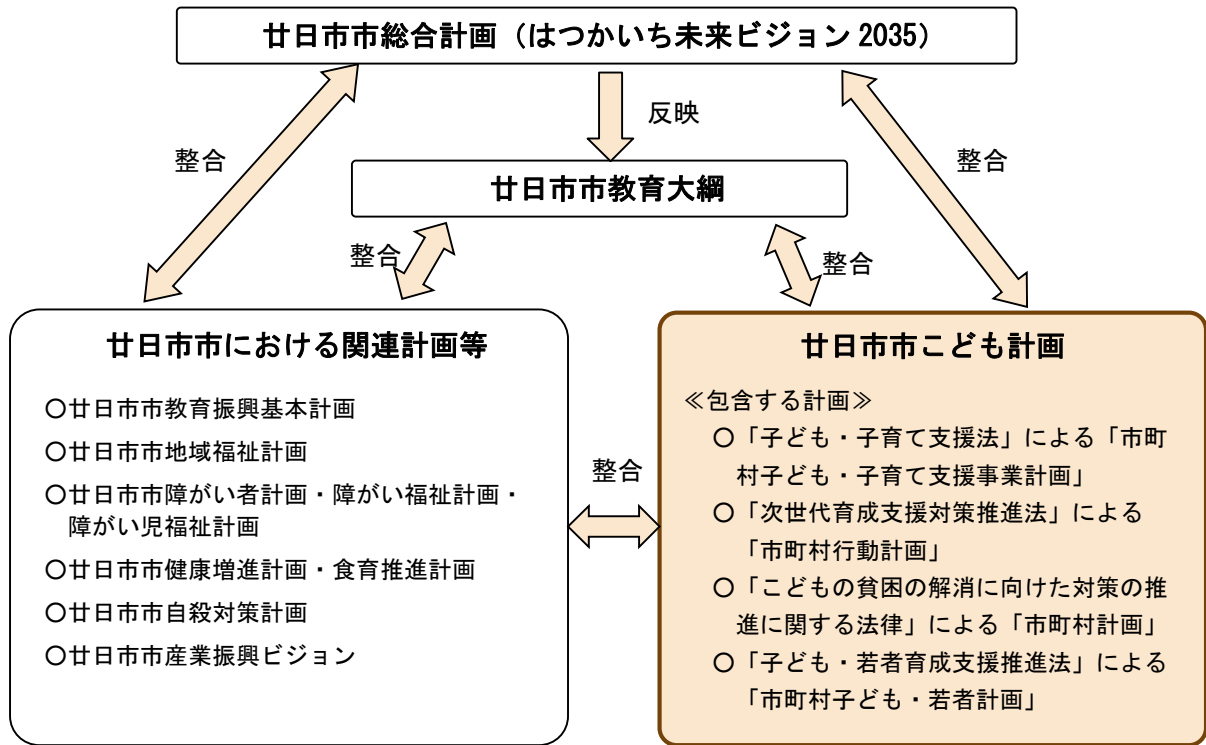 廿日市市総合計画(はつかいち未来ビジョン 2035)
反映
整合
整合
廿日市市教育大綱
整合
整合
廿日市市における関連計画等
〇廿日市市教育振興基本計画
〇廿日市市地域福祉計画
〇廿日市市障がい者計画・障がい福祉計画・
障がい児福祉計画
〇廿日市市健康増進計画・食育推進計画
〇廿日市市自殺対策計画
〇廿日市市産業振興ビジョン
整合
廿日市市こども計画
≪包含する計画≫
〇「子ども・子育て支援法」による「市町
村子ども・子育て支援事業計画」
〇「次世代育成支援対策推進法」による
「市町村行動計画」
〇「こどもの貧困の解消に向けた対策の推
進に関する法律」による「市町村計画」
〇「子ども・若者育成支援推進法」による
「市町村子ども・若者計画」